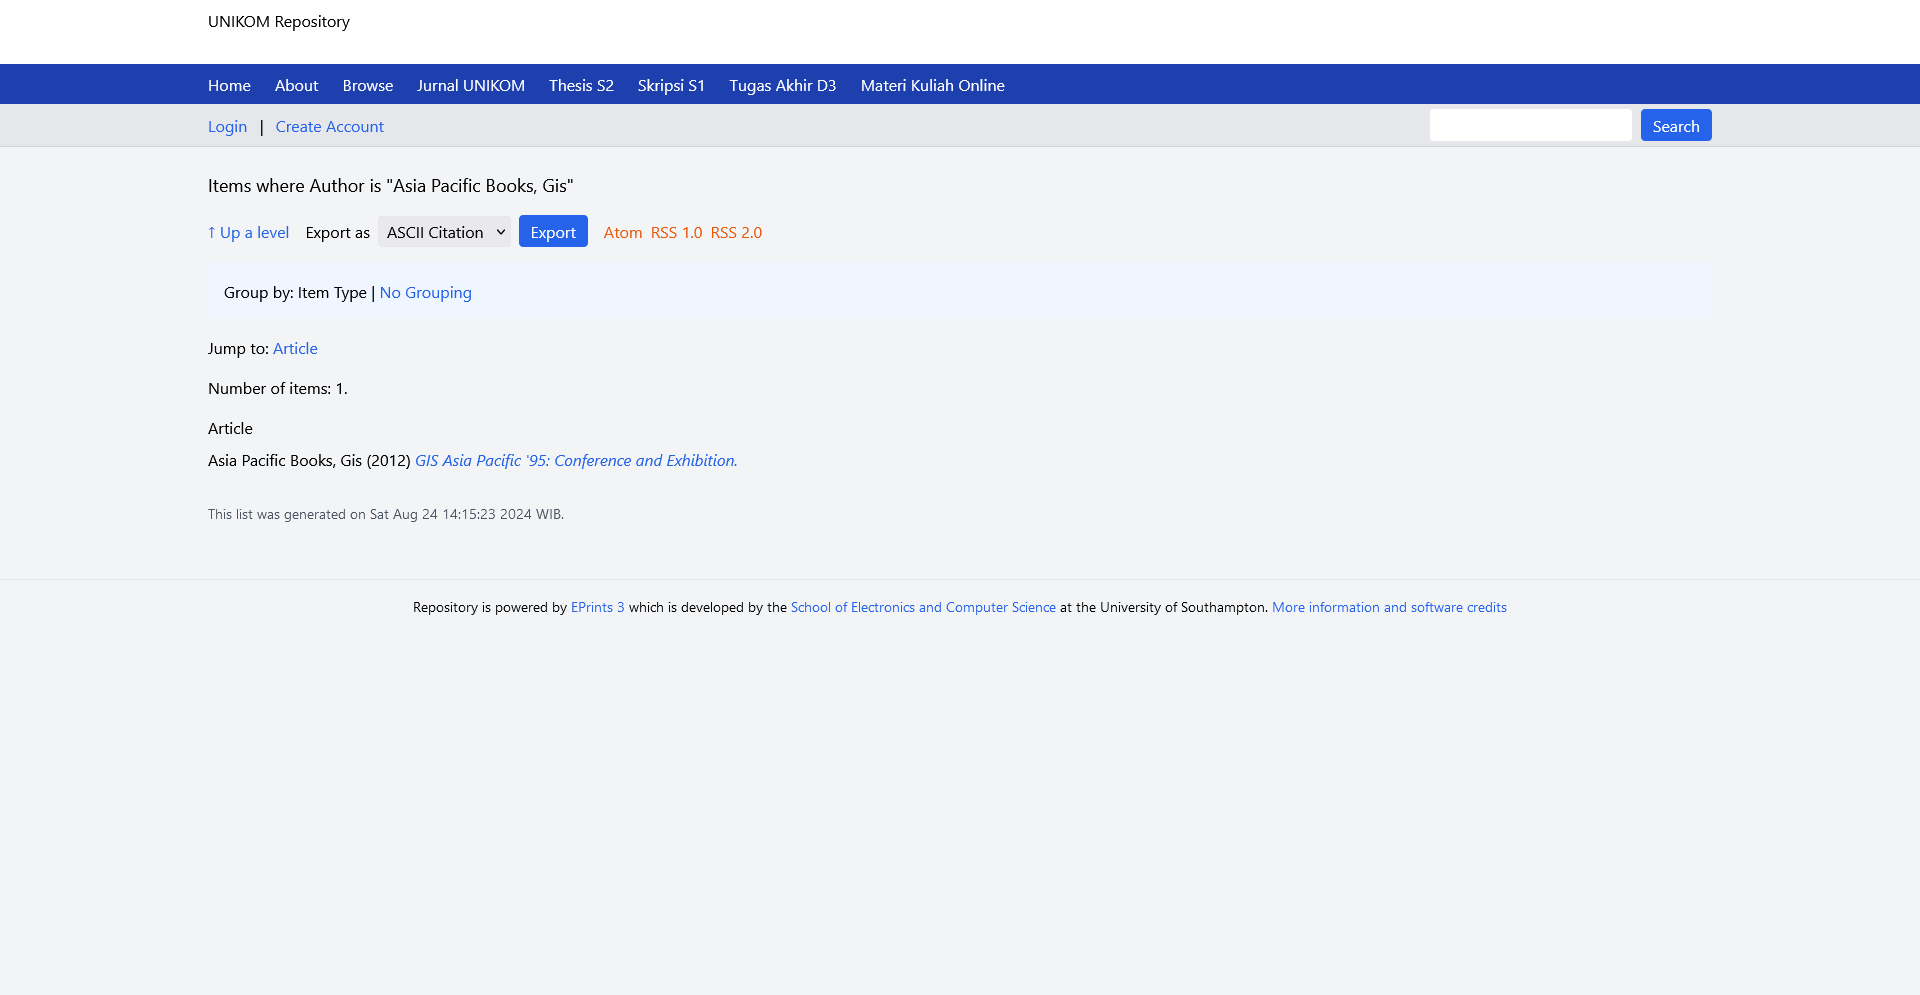 UNIKOM Repository
Home About Browse Jurnal UNIKOM Thesis S2 Skripsi S1 Tugas Akhir D3 Materi Kuliah Online
Login | Create Account Search
Items where Author is "Asia Pacific Books, Gis"
↑ Up a level Export as ASCII Citation Export Atom RSS 1.0 RSS 2.0
Group by: Item Type | No Grouping
Jump to: Article
Number of items: 1.
Article
Asia Pacific Books, Gis (2012) GIS Asia Pacific `95: Conference and Exhibition.
This list was generated on Sat Aug 24 14:15:23 2024 WIB.
Repository is powered by EPrints 3 which is developed by the School of Electronics and Computer Science at the University of Southampton. More information and software credits